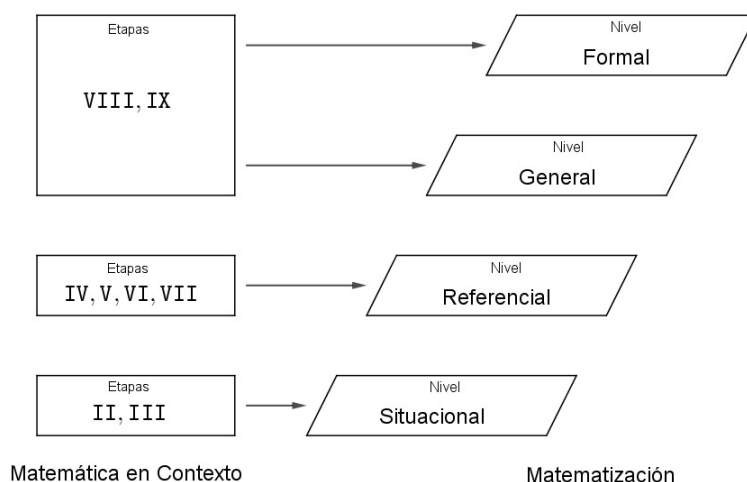 Etapas
VIII, IX
Nivel
Formal
Nivel
General
Etapas
IV, V, VI, VII
Nivel
Referencial
Etapas
II, III
Nivel
Situacional
Matemática en Contexto
Matematización